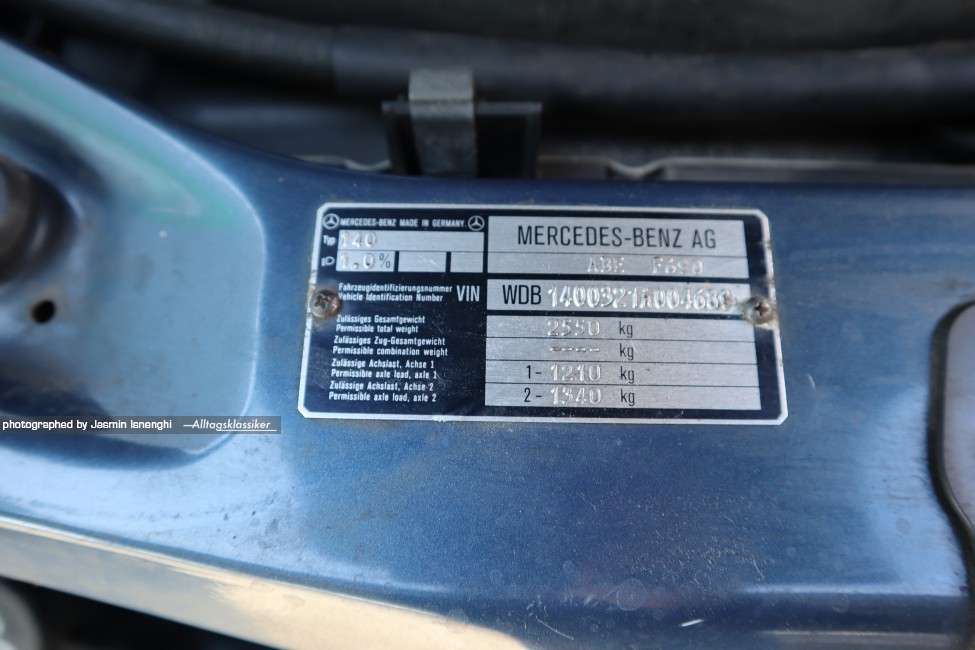 MERCEDES-BENZ MADE IN GERMANY
Typ 140
1.0%
MERCEDES-BENZ AG
ABE F690
Fahrzeugidentifizierungsnummer
Vehicle Identification Number
VIN
WDB
Zulässiges Gesamtgewicht
Permissible total weight
2550 kg
Zulässiges Zug-Gesamtgewicht
Permissible combination weight
---- kg
Zulässige Achslast, Achse 1
Permissible axle load, axle 1
1- 1210 kg
Zulässige Achslast, Achse 2
Permissible axle load, axle 2
2- 1340 kg
photographed by Jasmin Isnenghi
Alltagsklassiker